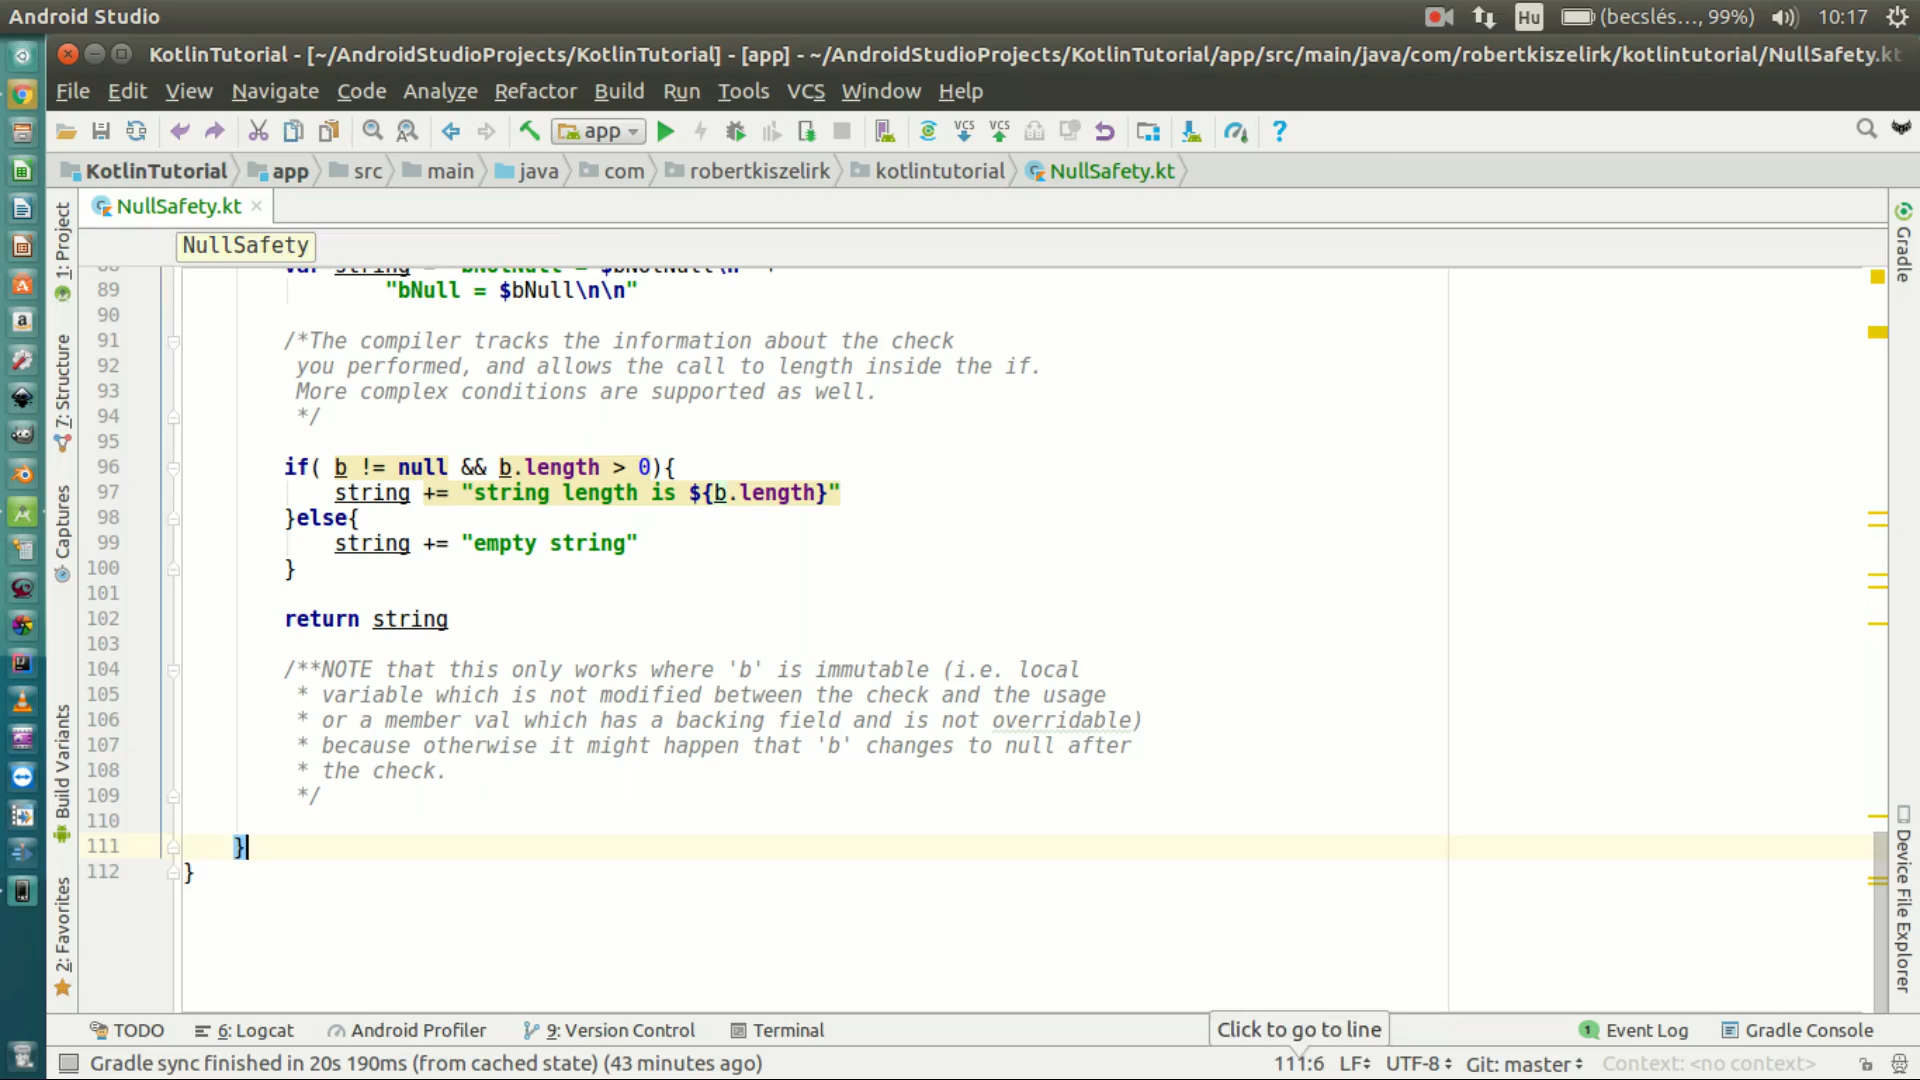 Android Studio
Hu
(becslés..., 99%)
10:17
KotlinTutorial - [~/AndroidStudioProjects/KotlinTutorial] - [app] - ~/AndroidStudioProjects/KotlinTutorial/app/src/main/java/com/robertkiszelirk/kotlintutorial/NullSafety.kt
File Edit View Navigate Code Analyze Refactor Build Run Tools VCS Window Help
app
VCS
VCS
KotlinTutorial app src main java com robertkiszelirk kotlintutorial NullSafety.kt
NullSafety.kt
NullSafety
1: Project
7: Structure
Captures
Build Variants
2: Favorites
Gradle
Device File Explorer
89 "bNull = $bNull\n\n"
90
91 /*The compiler tracks the information about the check
92 you performed, and allows the call to length inside the if.
93 More complex conditions are supported as well.
94 */
95
96 if( b != null && b.length > 0){
97 string += "string length is ${b.length}"
98 }else{
99 string += "empty string"
100 }
101
102 return string
103
104 /**NOTE that this only works where 'b' is immutable (i.e. local
105 * variable which is not modified between the check and the usage
106 * or a member val which has a backing field and is not overridable)
107 * because otherwise it might happen that 'b' changes to null after
108 * the check.
109 */
110
111 }
112 }
TODO 6: Logcat Android Profiler 9: Version Control Terminal
Click to go to line
1 Event Log Gradle Console
Gradle sync finished in 20s 190ms (from cached state) (43 minutes ago)
111:6 LF UTF-8 Git: master Context: <no context>